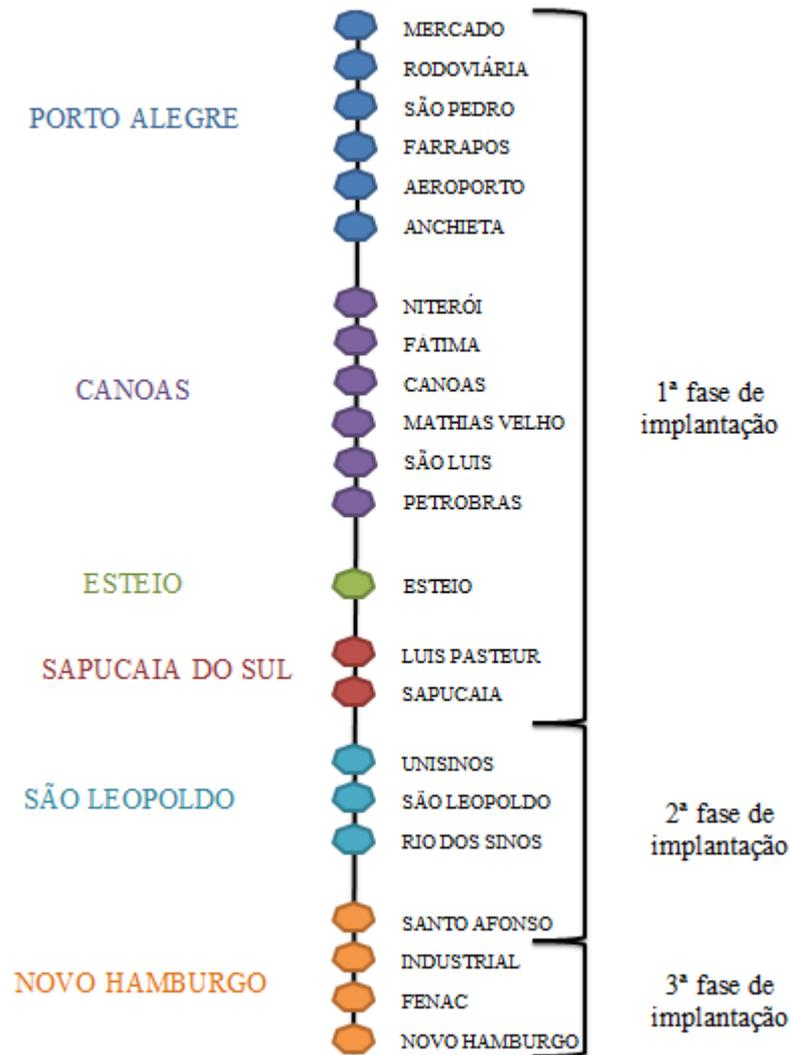 MERCADO
RODOVIÁRIA
PORTO ALEGRE
SÃO PEDRO
FARRAPOS
AEROPORTO
ANCHIETA
NITERÓI
FÁTIMA
CANOAS
CANOAS
MATHIAS VELHO
SÃO LUIS
PETROBRAS
1ª fase de
implantação
ESTEIO
ESTEIO
SAPUCAIA DO SUL
LUIS PASTEUR
SAPUCAIA
SÃO LEOPOLDO
UNISINOS
SÃO LEOPOLDO
RIO DOS SINOS
2ª fase de
implantação
NOVO HAMBURGO
SANTO AFONSO
INDUSTRIAL
FENAC
NOVO HAMBURGO
3ª fase de
implantação